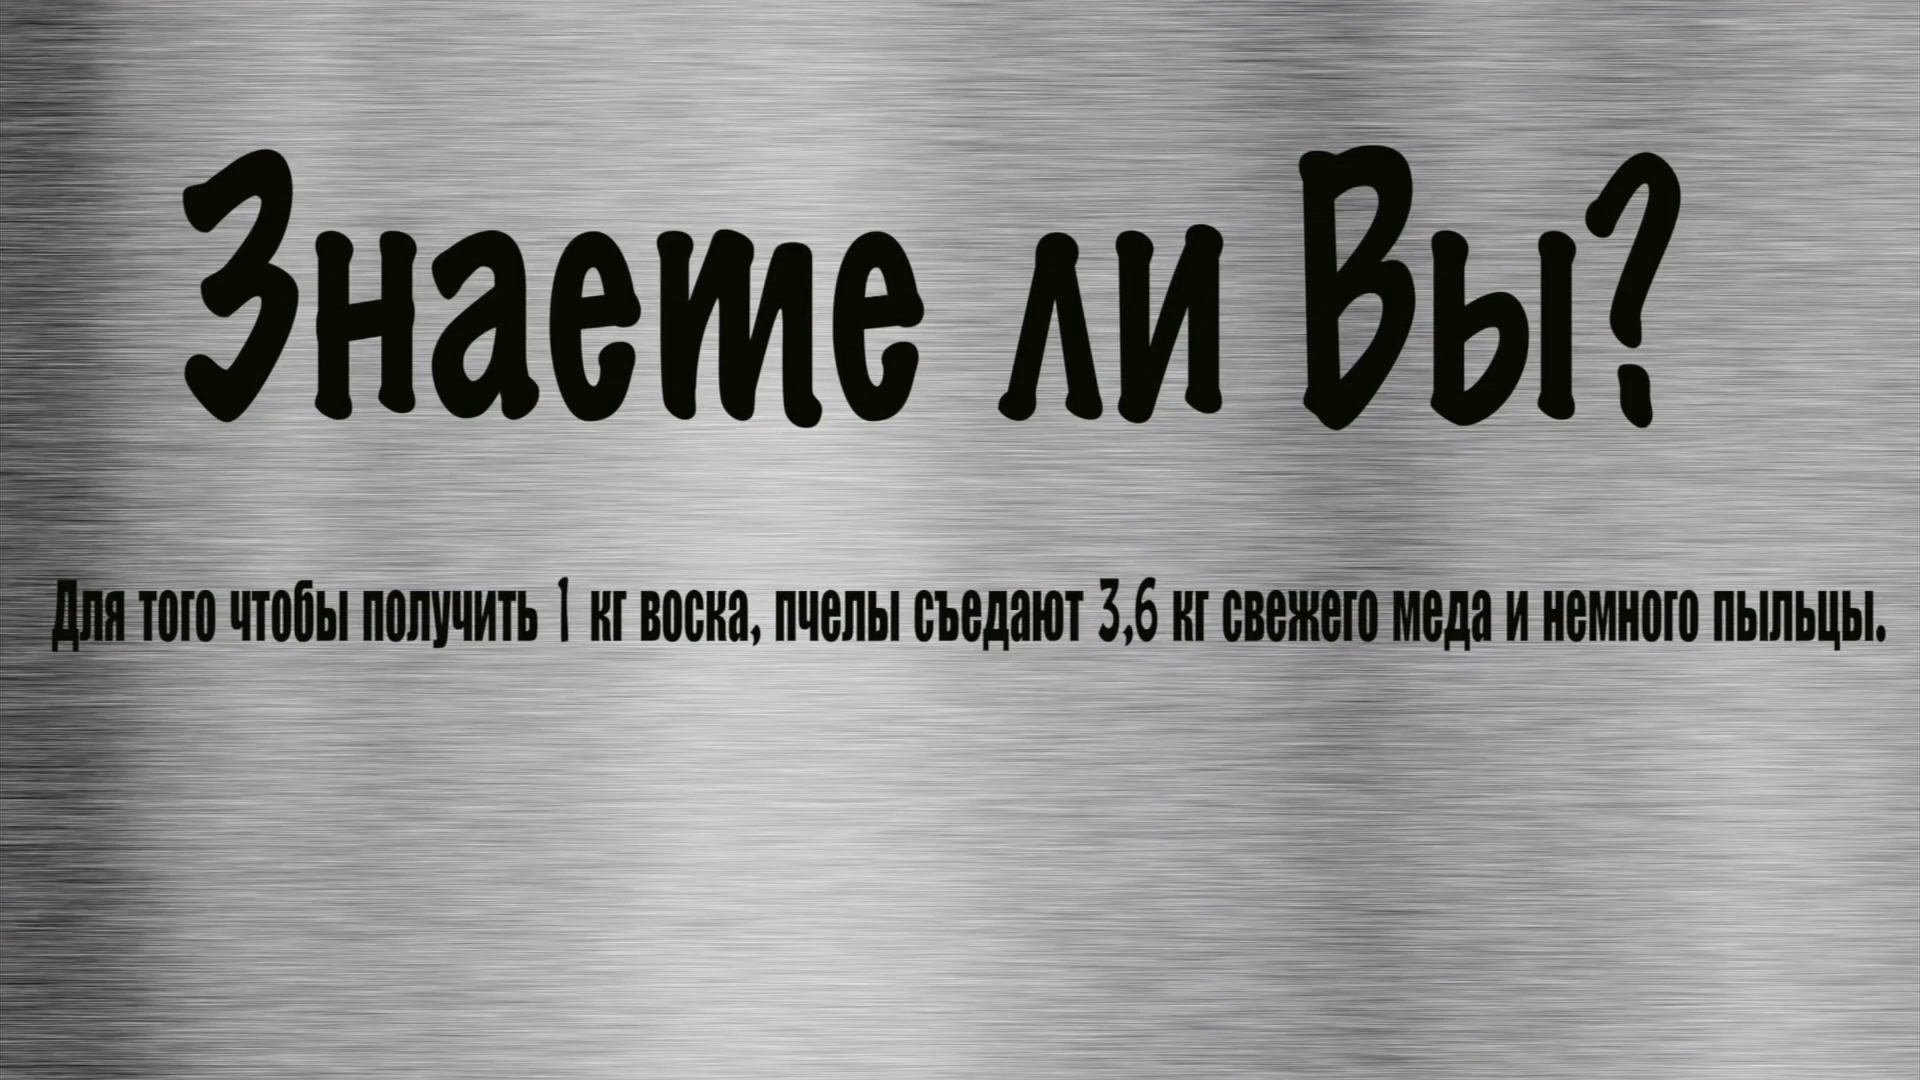 Знаете ли Вы?
Для того чтобы получить 1 кг воска, пчелы съедают 3,6 кг свежего меда и немного пыльцы.